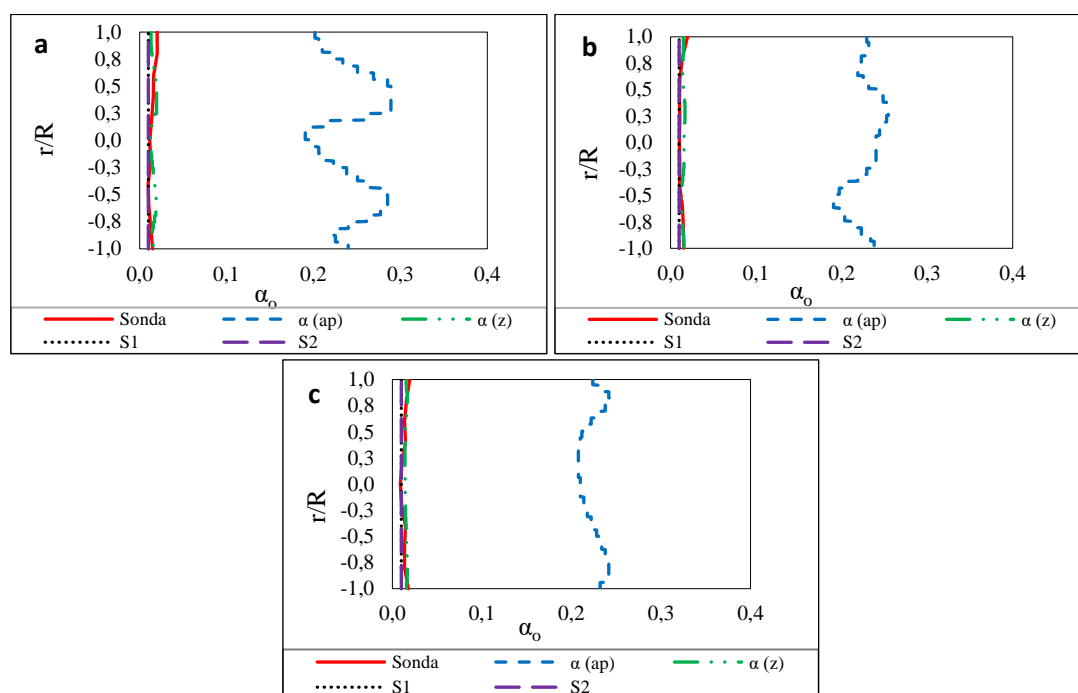 a
1,0
0,8
0,5
0,3
0,0
-0,3
-0,5
-0,8
-1,0
r/R
0,0 0,1 0,2 0,3 0,4
αo
Sonda α (ap) α (z)
S1 S2
b
1,0
0,8
0,5
0,3
0,0
-0,3
-0,5
-0,8
-1,0
r/R
0,0 0,1 0,2 0,3 0,4
αo
Sonda α (ap) α (z)
S1 S2
c
1,0
0,8
0,5
0,3
0,0
-0,3
-0,5
-0,8
-1,0
r/R
0,0 0,1 0,2 0,3 0,4
αo
Sonda α (ap) α (z)
S1 S2